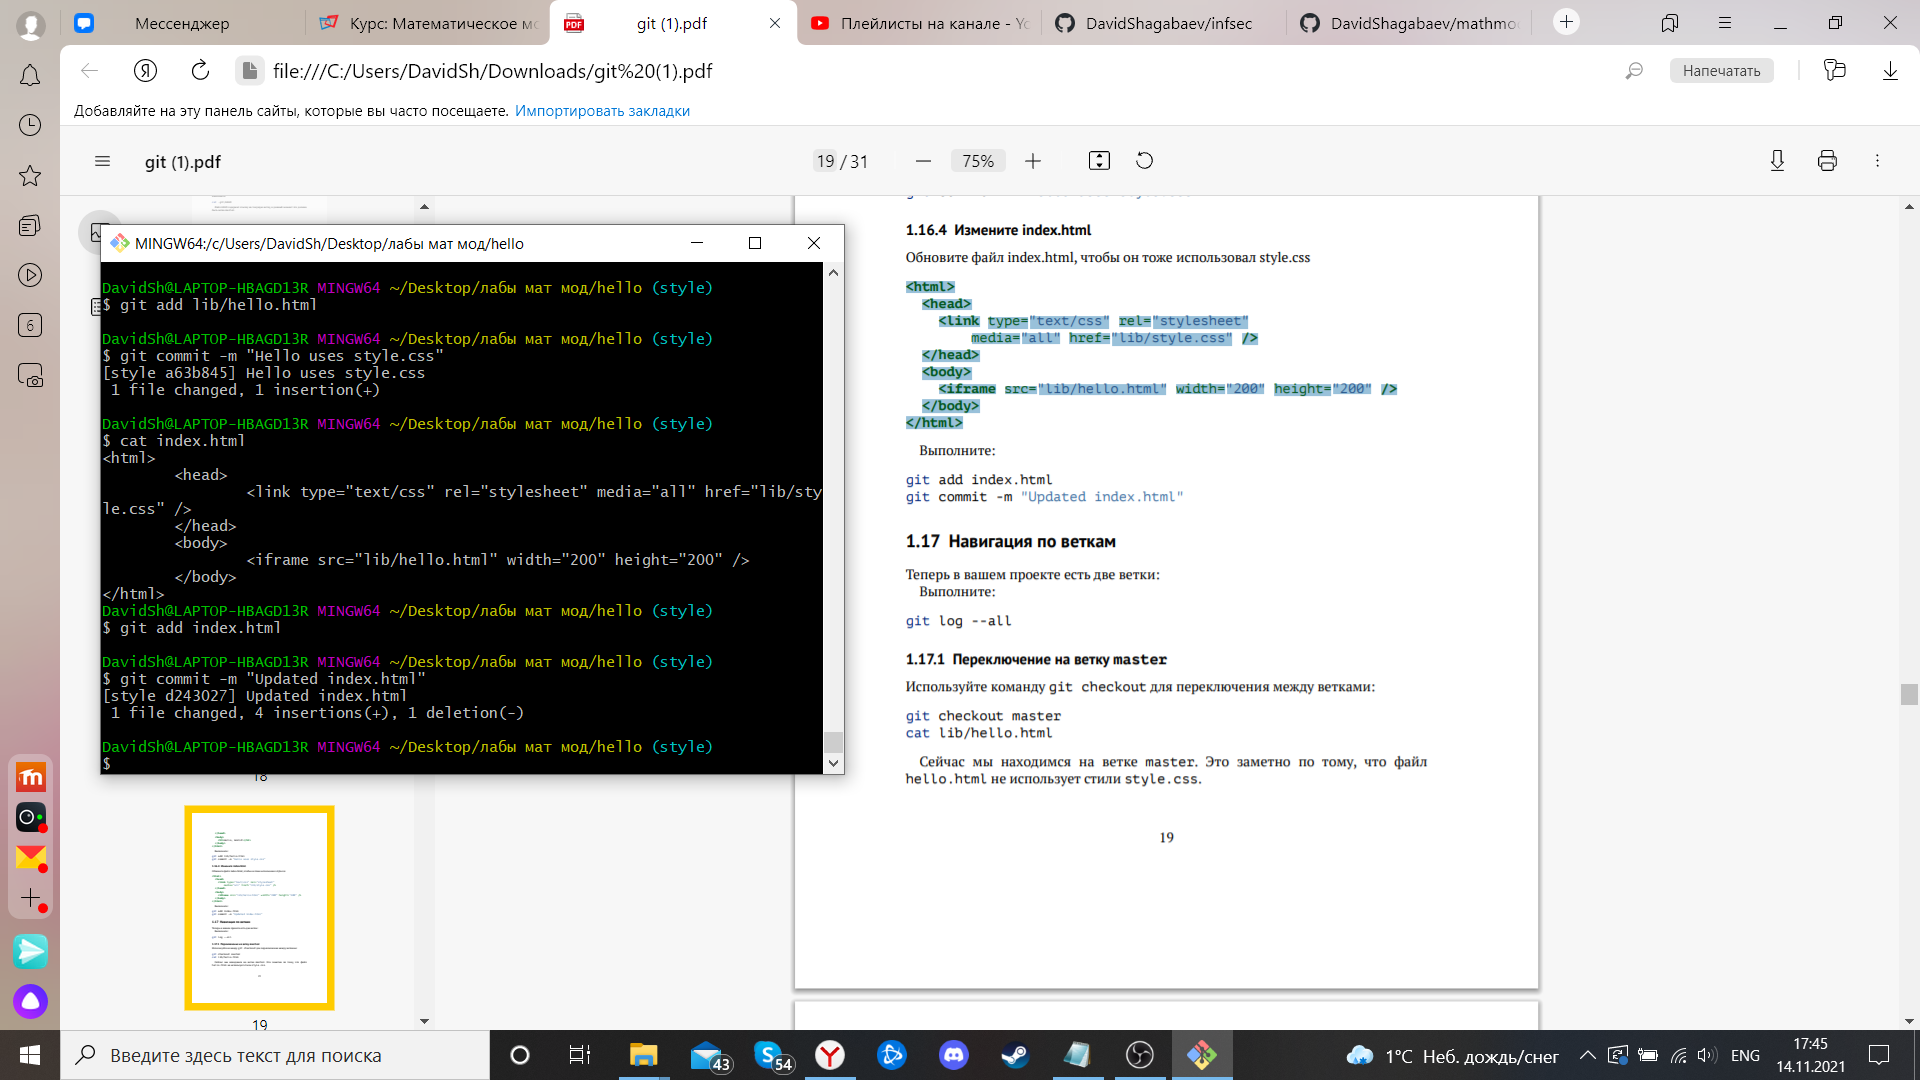 Мессенджер
Курс: Математическое мо
git (1).pdf
Плейлисты на канале - Yo
DavidShagabaev/infsec
DavidShagabaev/mathmo
file:///C:/Users/DavidSh/Downloads/git%20(1).pdf
Напечатать
Добавляйте на эту панель сайты, которые вы часто посещаете. Импортировать закладки
git (1).pdf
19 / 31
75%
MINGW64:/c/Users/DavidSh/Desktop/лабы мат мод/hello
DavidSh@LAPTOP-HBAGD13R MINGW64 ~/Desktop/лабы мат мод/hello (style)
$ git add lib/hello.html
DavidSh@LAPTOP-HBAGD13R MINGW64 ~/Desktop/лабы мат мод/hello (style)
$ git commit -m "Hello uses style.css"
[style a63b845] Hello uses style.css
1 file changed, 1 insertion(+)
DavidSh@LAPTOP-HBAGD13R MINGW64 ~/Desktop/лабы мат мод/hello (style)
$ cat index.html
<html>
<head>
<link type="text/css" rel="stylesheet" media="all" href="lib/sty
le.css" />
</head>
<body>
<iframe src="lib/hello.html" width="200" height="200" />
</body>
</html>
DavidSh@LAPTOP-HBAGD13R MINGW64 ~/Desktop/лабы мат мод/hello (style)
$ git add index.html
DavidSh@LAPTOP-HBAGD13R MINGW64 ~/Desktop/лабы мат мод/hello (style)
$ git commit -m "Updated index.html"
[style d243027] Updated index.html
1 file changed, 4 insertions(+), 1 deletion(-)
DavidSh@LAPTOP-HBAGD13R MINGW64 ~/Desktop/лабы мат мод/hello (style)
$
18
19
1.16.4 Измените index.html
Обновите файл index.html, чтобы он тоже использовал style.css
<html>
<head>
<link type="text/css" rel="stylesheet"
media="all" href="lib/style.css" />
</head>
<body>
<iframe src="lib/hello.html" width="200" height="200" />
</body>
</html>
Выполните:
git add index.html
git commit -m "Updated index.html"
1.17 Навигация по веткам
Теперь в вашем проекте есть две ветки:
Выполните:
git log --all
1.17.1 Переключение на ветку master
Используйте команду git checkout для переключения между ветками:
git checkout master
cat lib/hello.html
Сейчас мы находимся на ветке master. Это заметно по тому, что файл
hello.html не использует стили style.css.
19
6
Введите здесь текст для поиска
43
54
1°C Неб. дождь/снег
ENG
17:45
14.11.2021